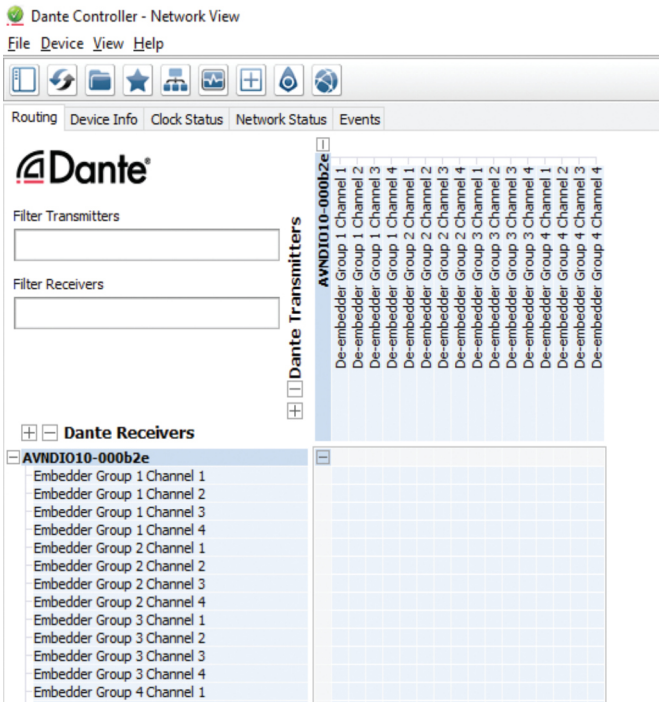 Dante Controller - Network View
File Device View Help
Routing Device Info Clock Status Network Status Events
Dante®
Filter Transmitters
Filter Receivers
Dante Transmitters
AVNDIO10-000b2e
De-embedder Group 1 Channel 1
De-embedder Group 1 Channel 2
De-embedder Group 1 Channel 3
De-embedder Group 1 Channel 4
De-embedder Group 2 Channel 1
De-embedder Group 2 Channel 2
De-embedder Group 2 Channel 3
De-embedder Group 2 Channel 4
De-embedder Group 3 Channel 1
De-embedder Group 3 Channel 2
De-embedder Group 3 Channel 3
De-embedder Group 3 Channel 4
De-embedder Group 4 Channel 1
De-embedder Group 4 Channel 2
De-embedder Group 4 Channel 3
De-embedder Group 4 Channel 4
Dante Receivers
AVNDIO10-000b2e
Embedder Group 1 Channel 1
Embedder Group 1 Channel 2
Embedder Group 1 Channel 3
Embedder Group 1 Channel 4
Embedder Group 2 Channel 1
Embedder Group 2 Channel 2
Embedder Group 2 Channel 3
Embedder Group 2 Channel 4
Embedder Group 3 Channel 1
Embedder Group 3 Channel 2
Embedder Group 3 Channel 3
Embedder Group 3 Channel 4
Embedder Group 4 Channel 1